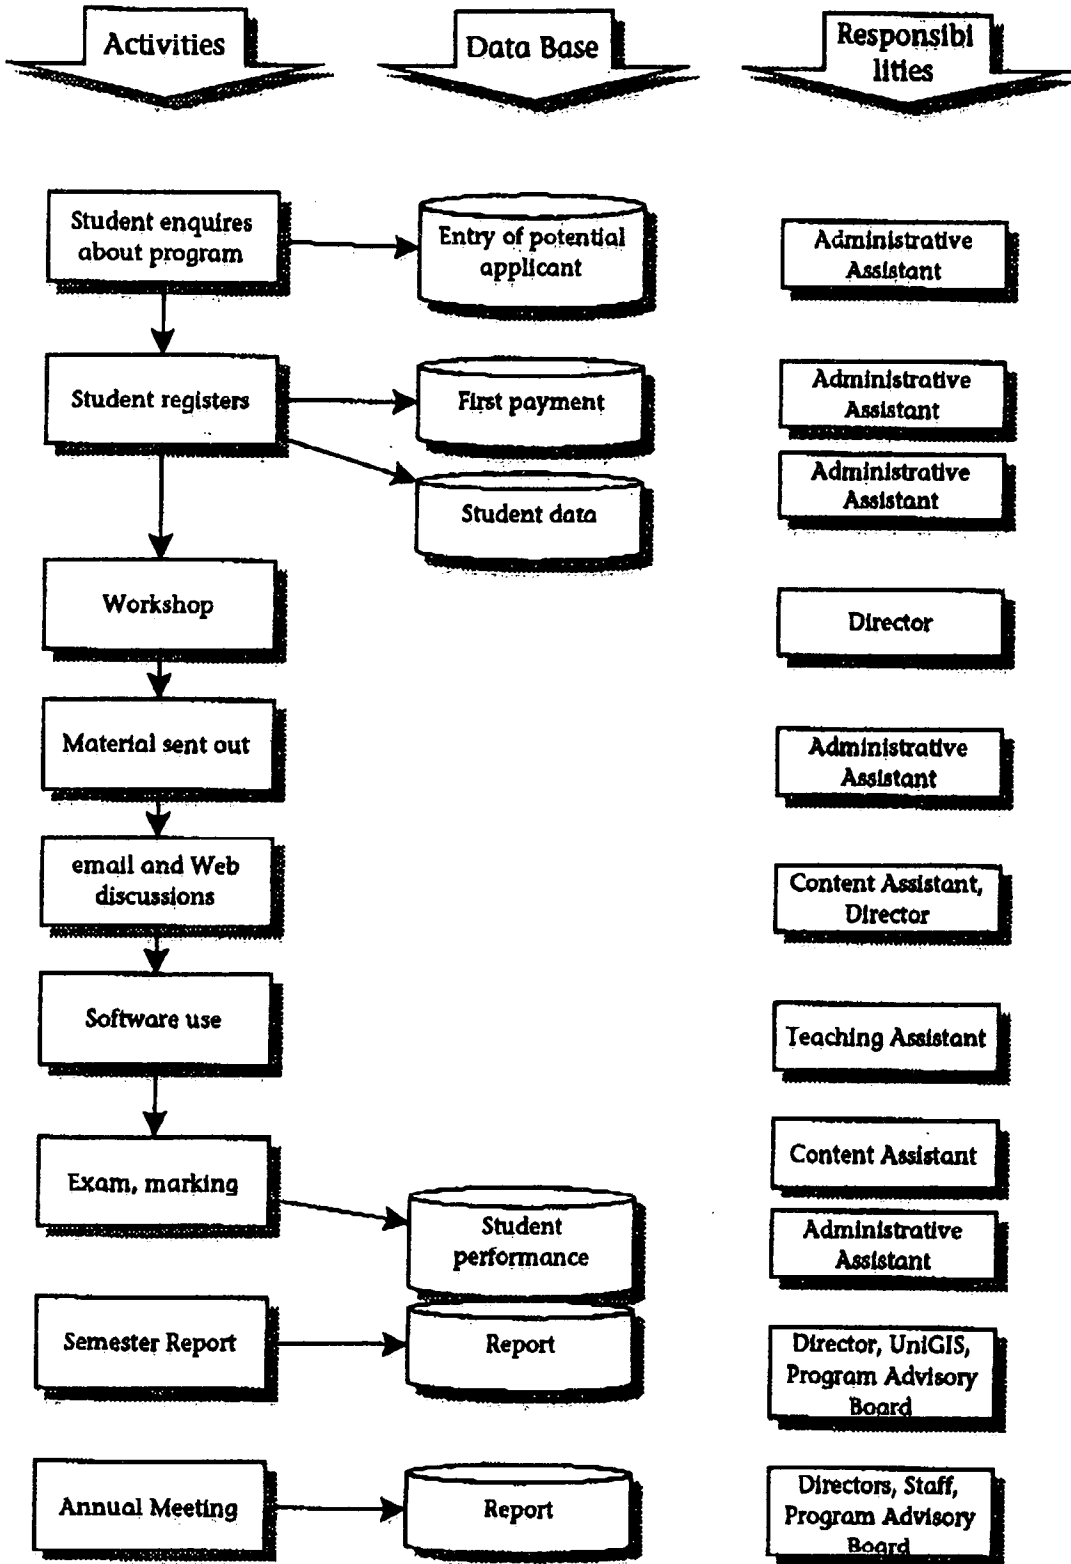 Activities
Data Base
Responsibi
lities
Student enquires
about program
Entry of potential
applicant
Administrative
Assistant
Student registers
First payment
Administrative
Assistant
Student data
Administrative
Assistant
Workshop
Director
Material sent out
Administrative
Assistant
email and Web
discussions
Content Assistant,
Director
Software use
Teaching Assistant
Exam, marking
Content Assistant
Student
performance
Administrative
Assistant
Semester Report
Report
Director, UniGIS,
Program Advisory
Board
Annual Meeting
Report
Directors, Staff,
Program Advisory
Board